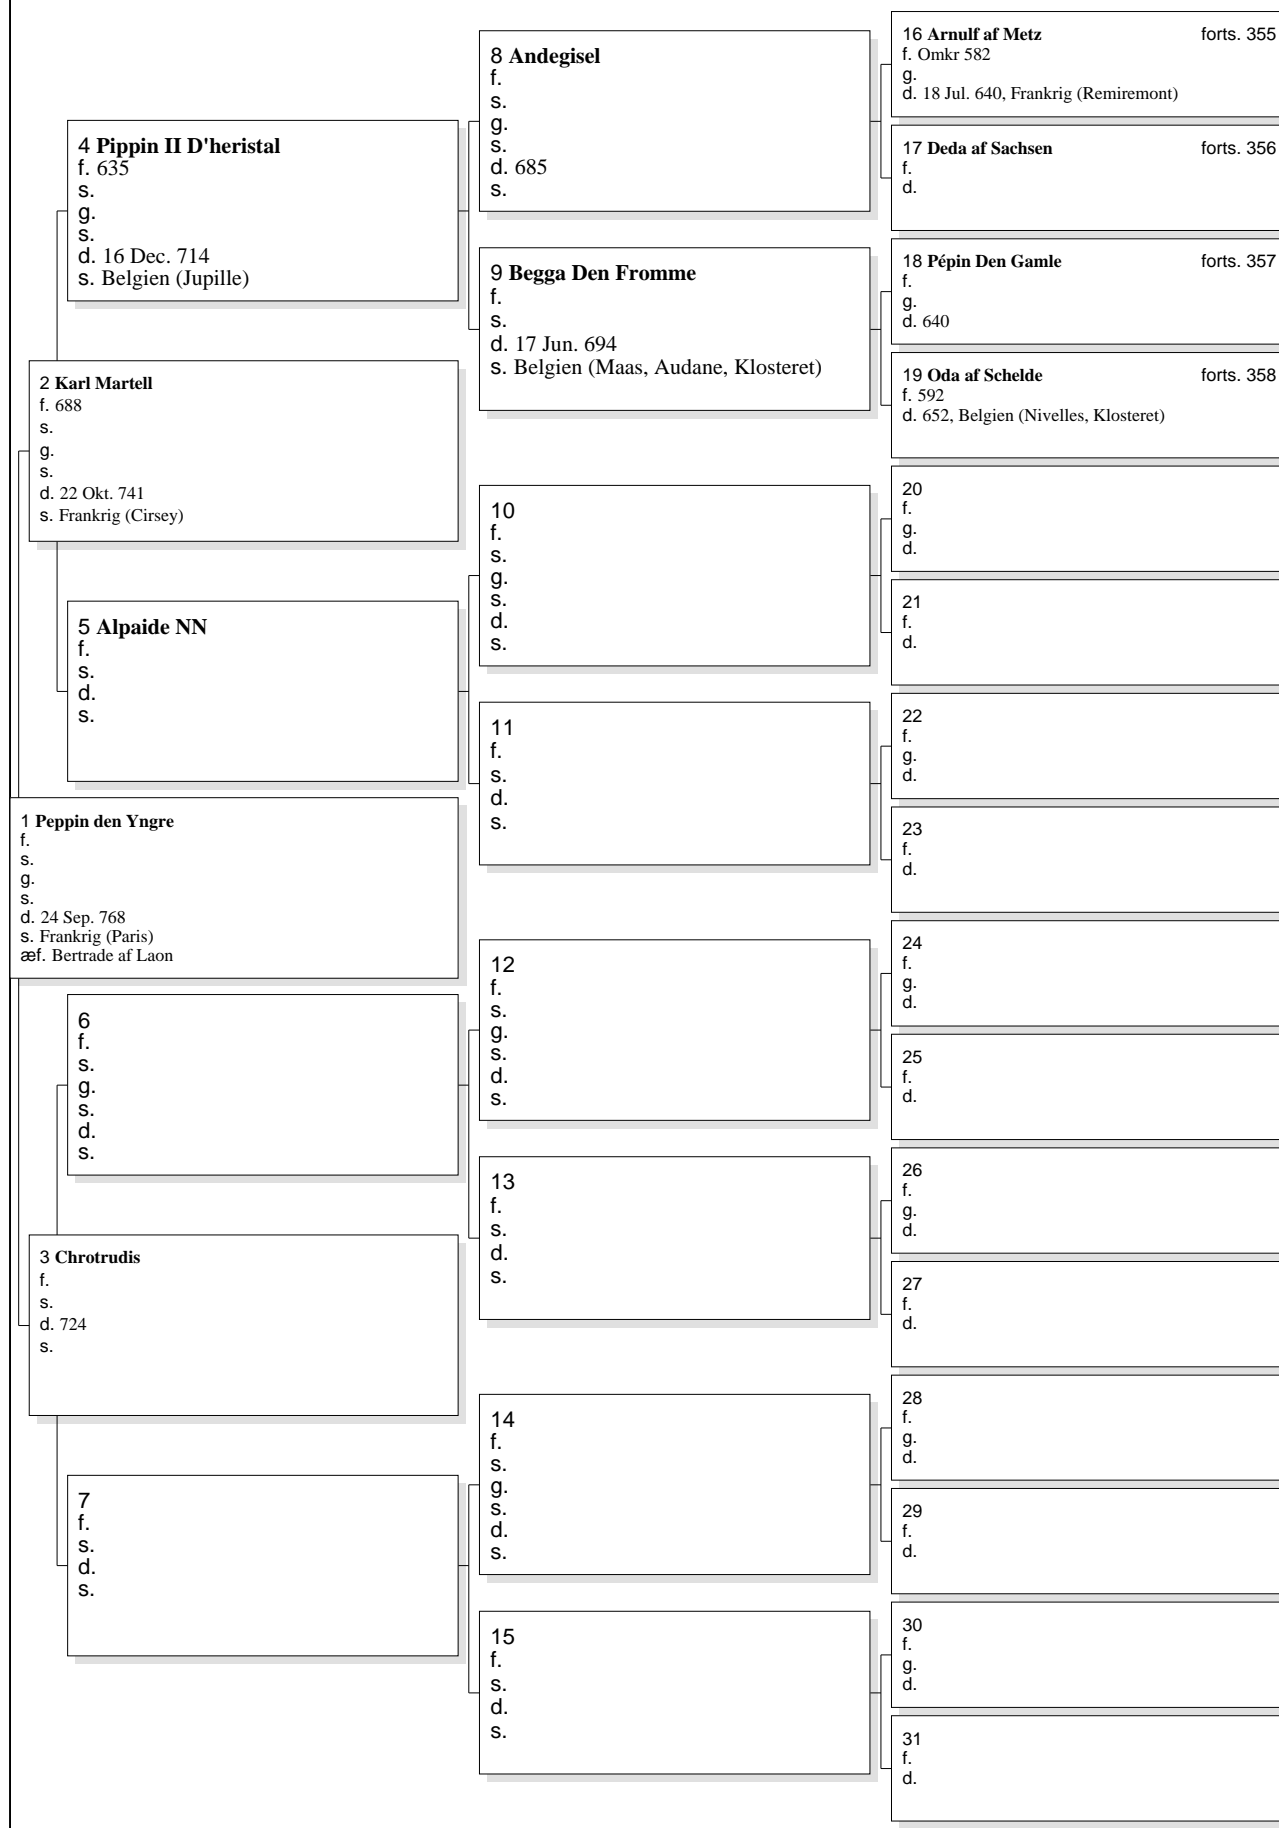 16 Arnulf af Metz forts. 355
f. Omkr 582
g.
d. 18 Jul. 640, Frankrig (Remiremont)
8 Andegisel
f.
s.
g.
s.
d. 685
s.
4 Pippin II D'heristal
f. 635
s.
g.
s.
d. 16 Dec. 714
s. Belgien (Jupille)
17 Deda af Sachsen forts. 356
f.
d.
18 Pépin Den Gamle forts. 357
f.
g.
d. 640
9 Begga Den Fromme
f.
s.
d. 17 Jun. 694
s. Belgien (Maas, Audane, Klosteret)
19 Oda af Schelde forts. 358
f. 592
d. 652, Belgien (Nivelles, Klosteret)
2 Karl Martell
f. 688
s.
g.
s.
d. 22 Okt. 741
s. Frankrig (Cirsey)
20
f.
g.
d.
10
f.
s.
g.
s.
d.
s.
21
f.
d.
5 Alpaide NN
f.
s.
d.
s.
22
f.
g.
d.
11
f.
s.
d.
s.
23
f.
d.
1 Peppin den Yngre
f.
s.
g.
s.
d. 24 Sep. 768
s. Frankrig (Paris)
æf. Bertrade af Laon
24
f.
g.
d.
12
f.
s.
g.
s.
d.
s.
25
f.
d.
6
f.
s.
g.
s.
d.
s.
26
f.
g.
d.
13
f.
s.
d.
s.
27
f.
d.
3 Chrotrudis
f.
s.
d. 724
s.
28
f.
g.
d.
14
f.
s.
g.
s.
d.
s.
29
f.
d.
7
f.
s.
d.
s.
30
f.
g.
d.
15
f.
s.
d.
s.
31
f.
d.